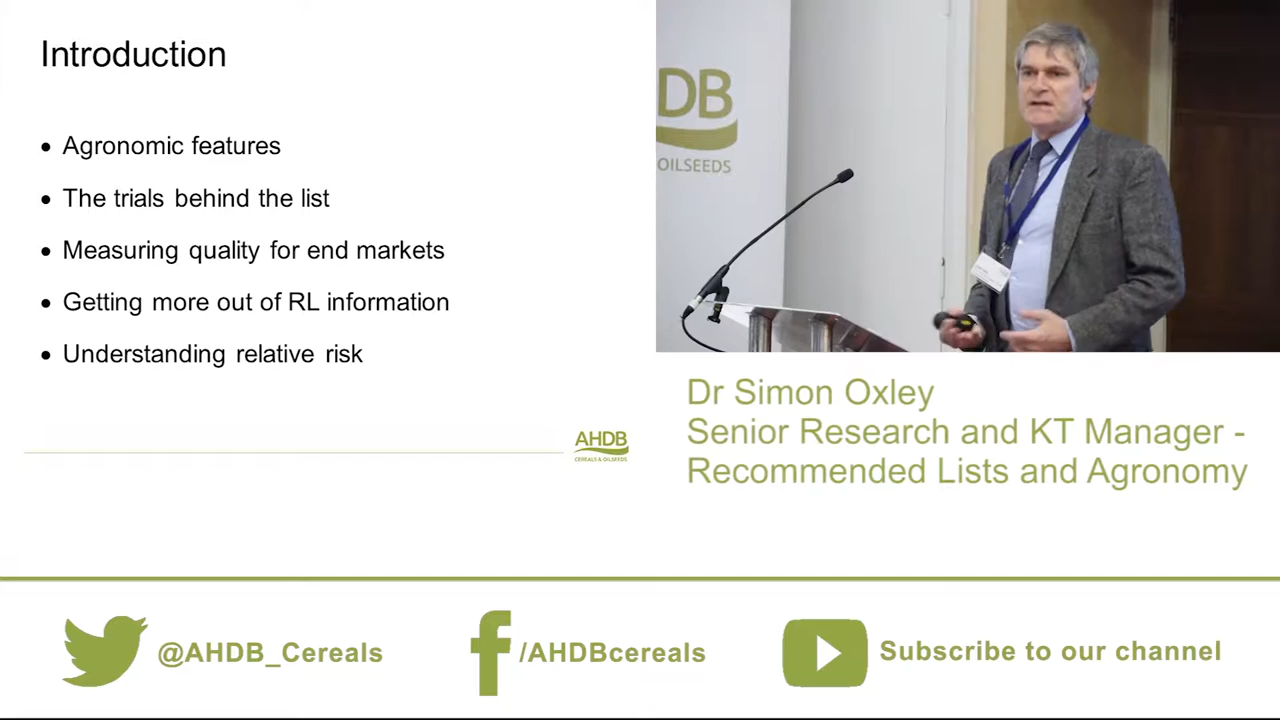 Introduction
• Agronomic features
• The trials behind the list
• Measuring quality for end markets
• Getting more out of RL information
• Understanding relative risk
AHDB
CEREALS & OILSEEDS
HDB
OILSEEDS
Dr Simon Oxley
Senior Research and KT Manager -
Recommended Lists and Agronomy
@AHDB_Cereals
/AHDBcereals
Subscribe to our channel